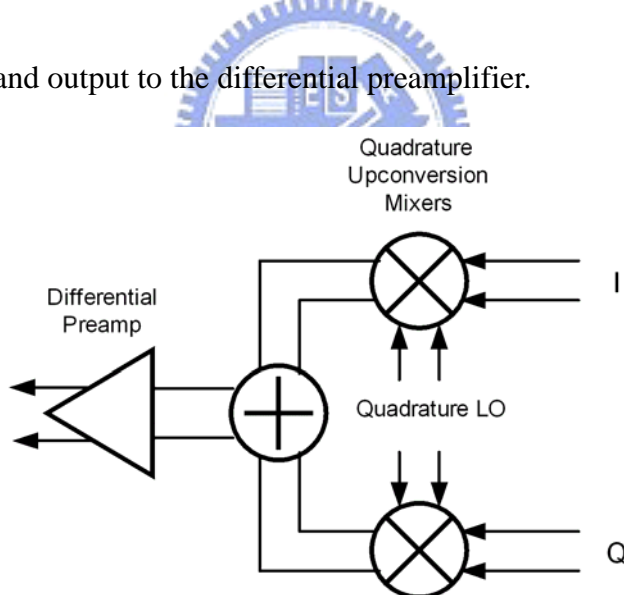 and output to the differential preamplifier.
Quadrature
Upconversion
Mixers
I
Differential
Preamp
Quadrature LO
Q